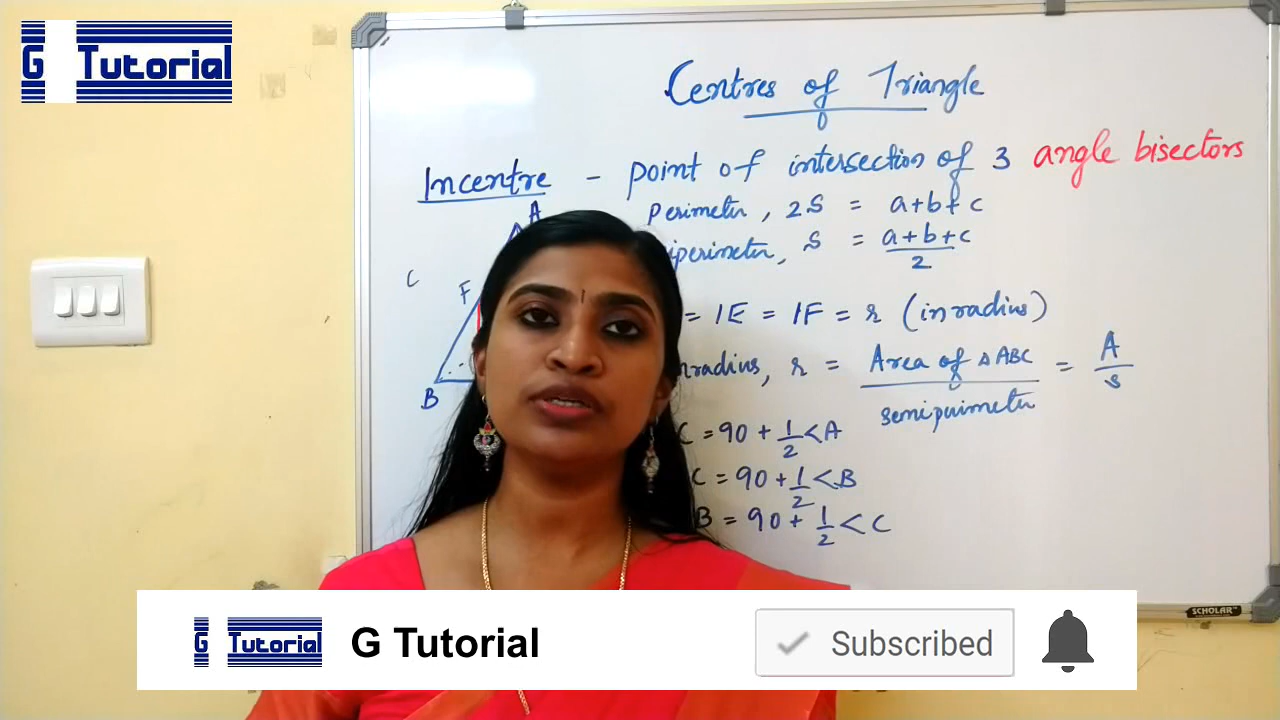 G Tutorial
Centres of Triangle
Incentre - point of intersection of 3 angle bisectors
A
Perimeter, 2S = a+b+c
S = a+b+c / 2
C
F
= IE = IF = r (inradius)
r = Area of △ ABC / semiperimeter = A / s
B
C = 90 + 1/2 <A
C = 90 + 1/2 <B
B = 90 + 1/2 <C
SCHOLAR
G Tutorial
G Tutorial
Subscribed